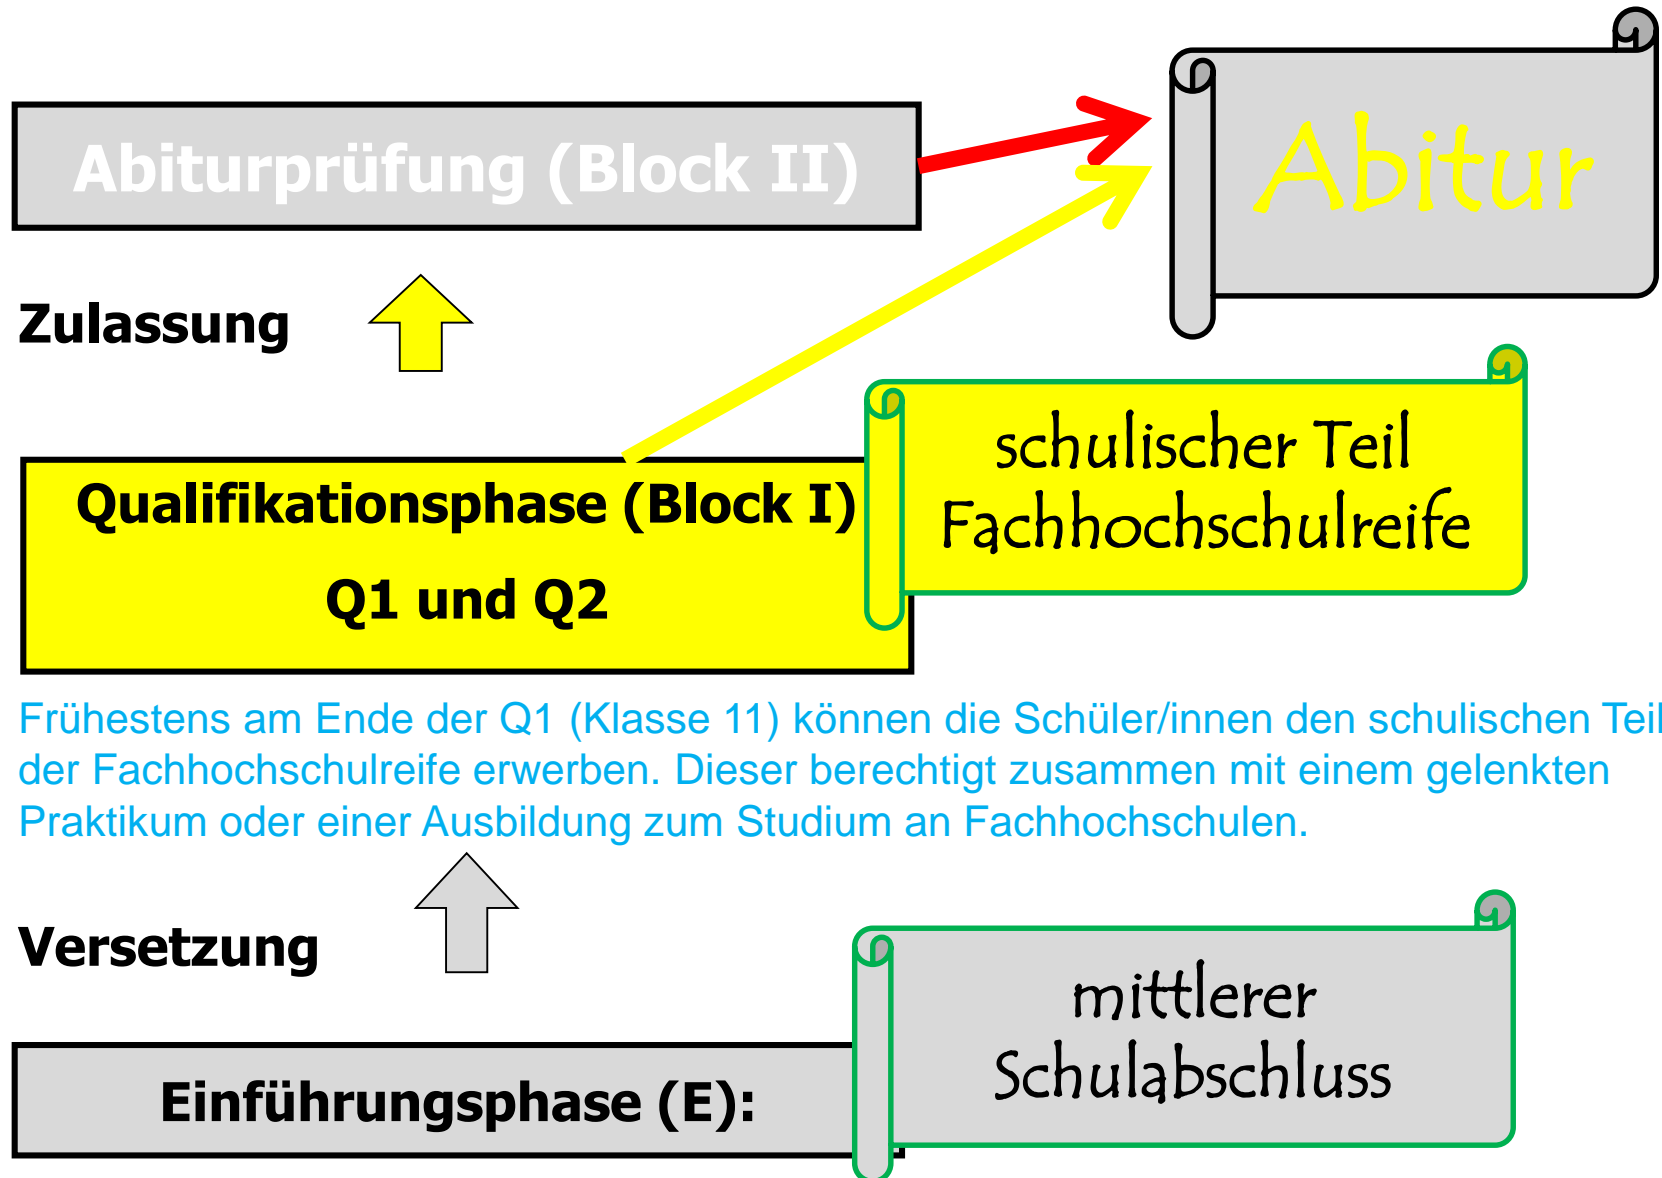 Abiturprüfung (Block II)
Abitur
Zulassung
Qualifikationsphase (Block I)
Q1 und Q2
schulischer Teil
Fachhochschulreife
Frühestens am Ende der Q1 (Klasse 11) können die Schüler/innen den schulischen Teil
der Fachhochschulreife erwerben. Dieser berechtigt zusammen mit einem gelenkten
Praktikum oder einer Ausbildung zum Studium an Fachhochschulen.
Versetzung
mittlerer
Schulabschluss
Einführungsphase (E):